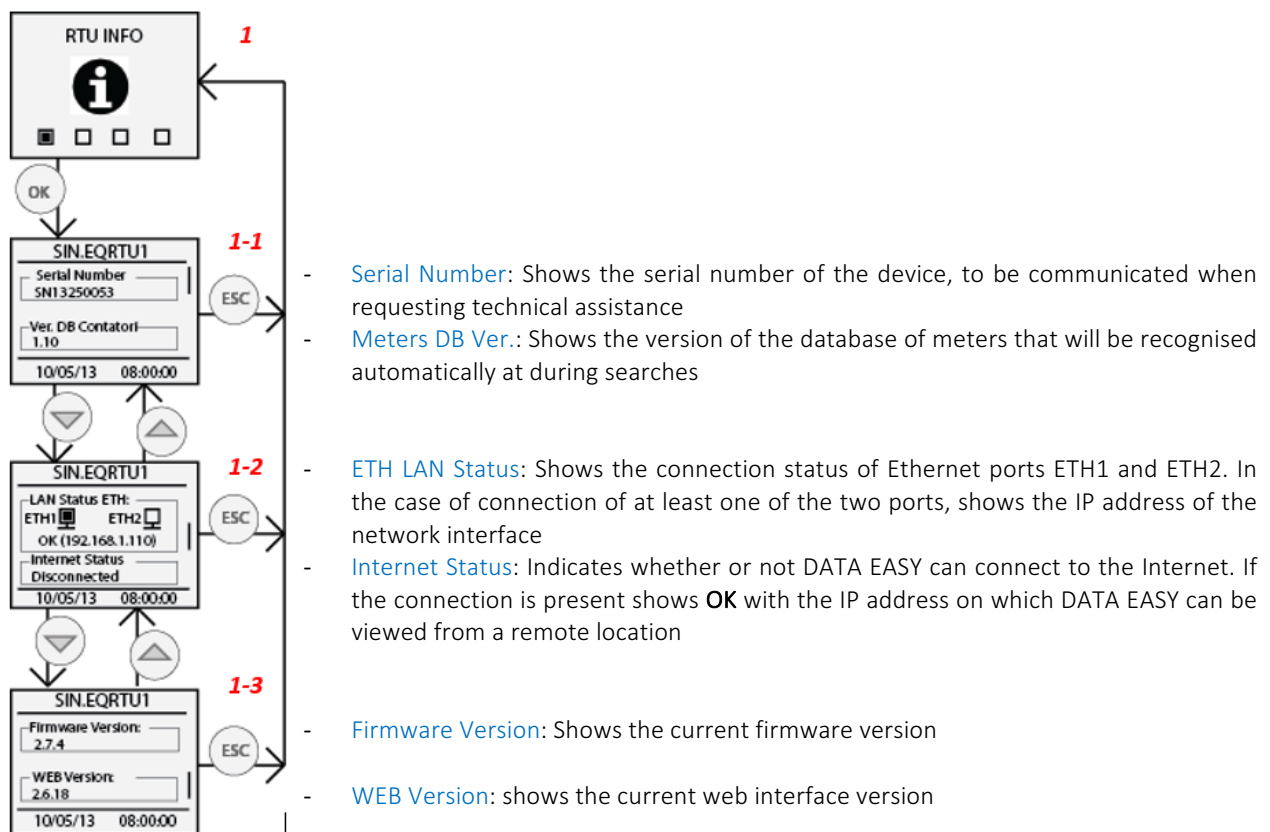 RTU INFO
1
OK
SIN.EQRTU1
1-1
Serial Number
SN13250053
ESC
Ver. DB Contatori
1.10
10/05/13 08:00:00
- Serial Number: Shows the serial number of the device, to be communicated when
requesting technical assistance
- Meters DB Ver.: Shows the version of the database of meters that will be recognised
automatically at during searches
SIN.EQRTU1
1-2
LAN Status ETH:
ETH1 ETH2
ESC
OK (192.168.1.110)
Internet Status
Disconnected
10/05/13 08:00:00
- ETH LAN Status: Shows the connection status of Ethernet ports ETH1 and ETH2. In
the case of connection of at least one of the two ports, shows the IP address of the
network interface
- Internet Status: Indicates whether or not DATA EASY can connect to the Internet. If
the connection is present shows OK with the IP address on which DATA EASY can be
viewed from a remote location
SIN.EQRTU1
1-3
Firmware Version:
2.7.4
ESC
WEB Version:
2.6.18
10/05/13 08:00:00
- Firmware Version: Shows the current firmware version
- WEB Version: shows the current web interface version